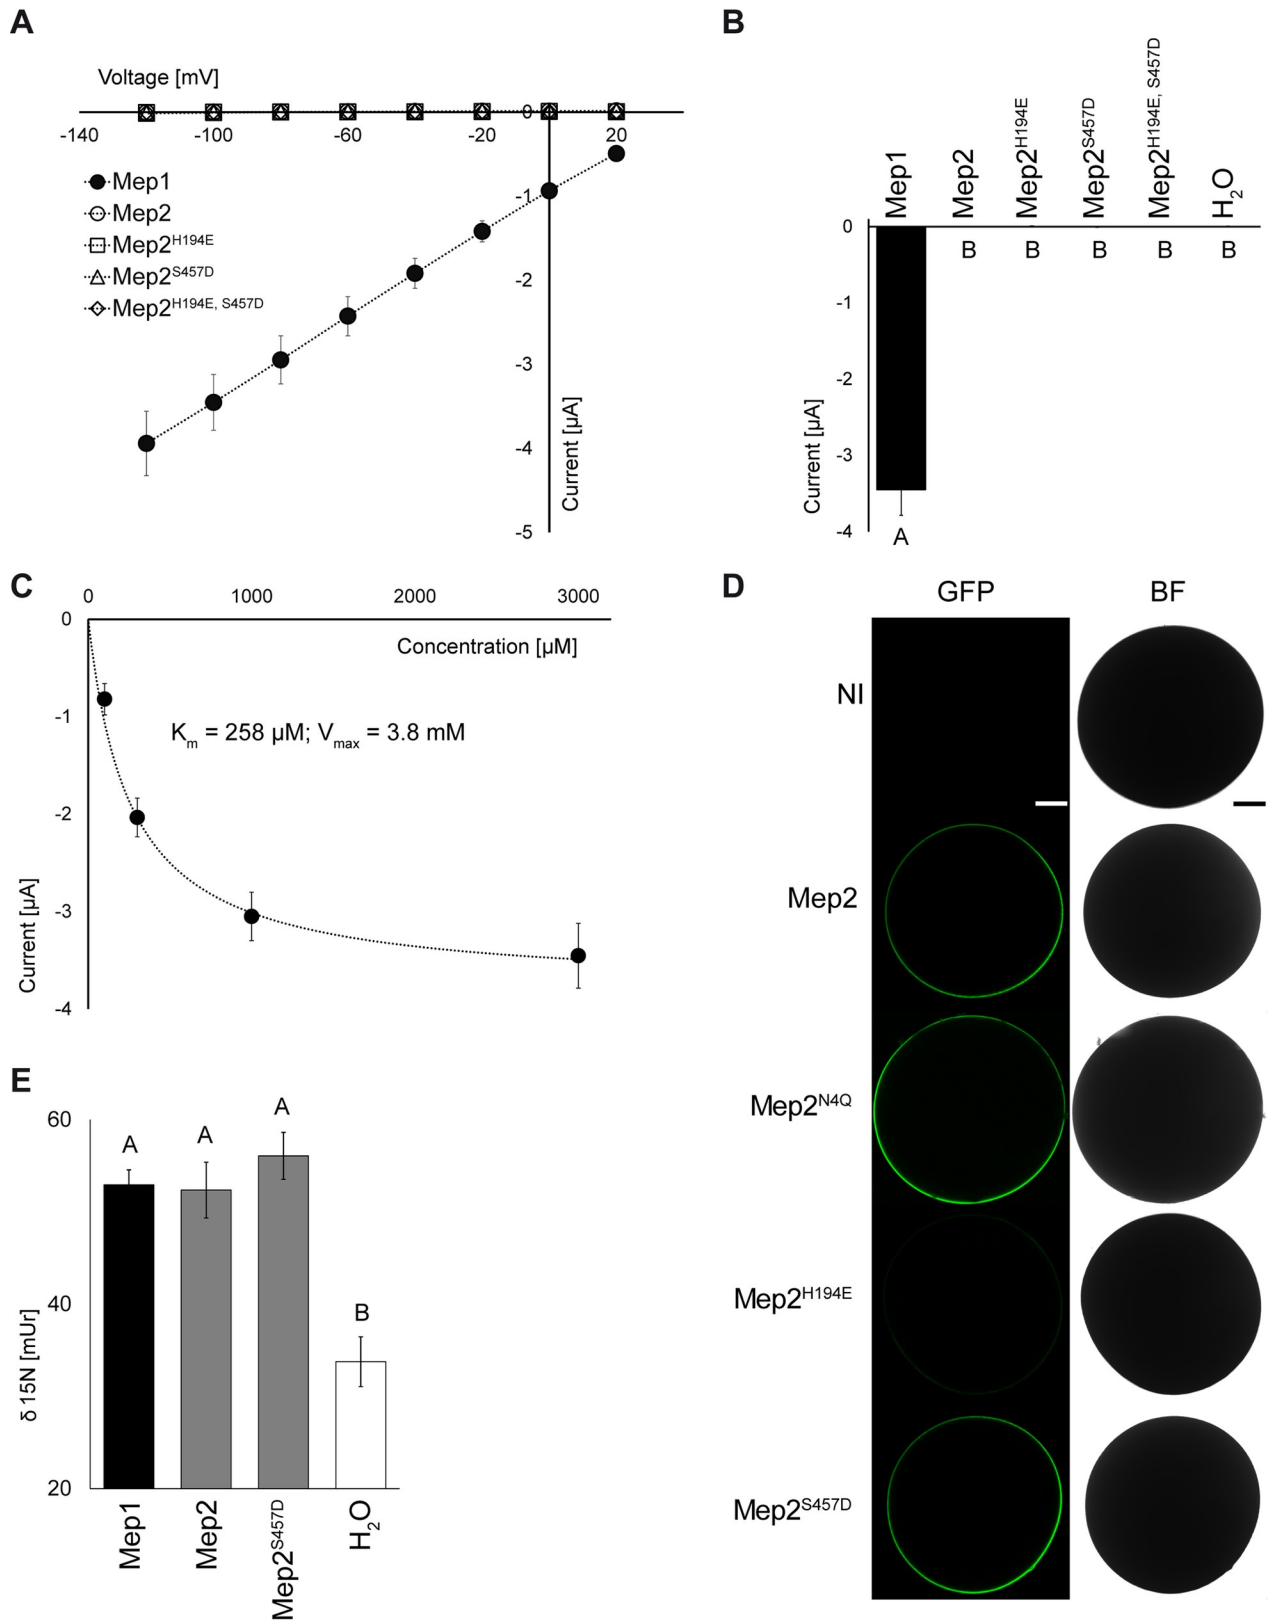 A
Voltage [mV]
-140
-100
-60
-20
0
20
-1
-2
-3
-4
-5
Current [µA]
Mep1
Mep2
Mep2H194E
Mep2S457D
Mep2H194E, S457D
B
Mep1
Mep2
Mep2H194E
Mep2S457D
Mep2H194E, S457D
H2O
0
-1
-2
-3
-4
Current [µA]
A
B
B
B
B
B
C
0
1000
2000
3000
Concentration [µM]
0
-1
-2
-3
-4
Current [µA]
Km = 258 µM; Vmax = 3.8 mM
D
GFP
BF
NI
Mep2
Mep2N4Q
Mep2H194E
Mep2S457D
E
60
40
20
δ 15N [mUr]
A
A
A
B
Mep1
Mep2
Mep2S457D
H2O